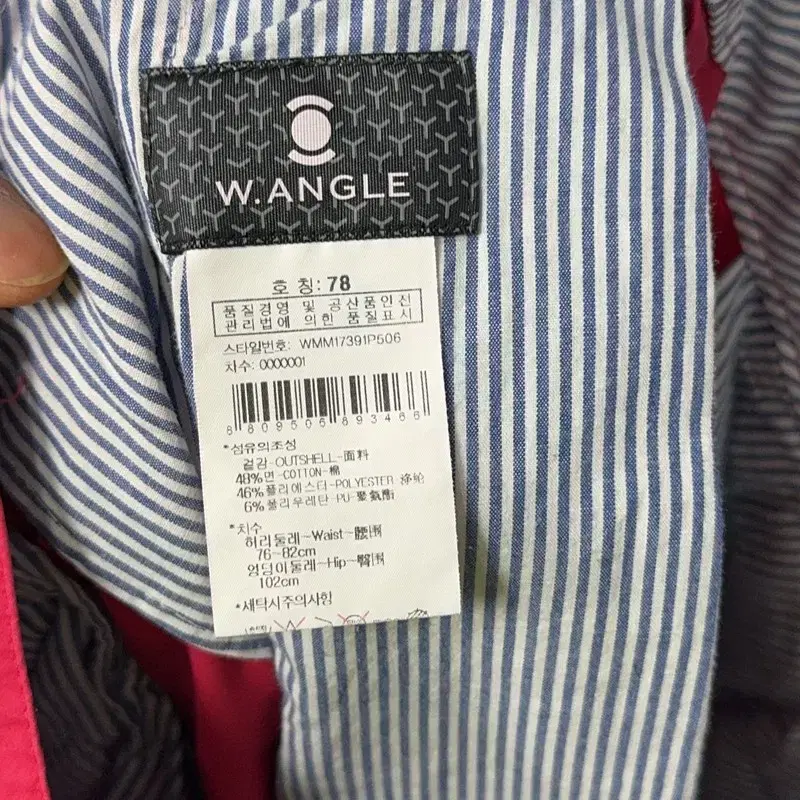 W.ANGLE
호 칭: 78
품질경영 및 공산품안전
관리법에 의한 품질표시
스타일번호: WMM17391P506
차수: 0000001
8809506893466
*섬유의조성
겉감-OUTSHELL-面料
48%면-COTTON-棉
46%폴리에스터-POLYESTER-涤纶
6%폴리우레탄-PU-聚氨酯
*치수
허리둘레-Waist-腰围
76~82cm
엉덩이둘레-Hip-臀围
102cm
*세탁시주의사항